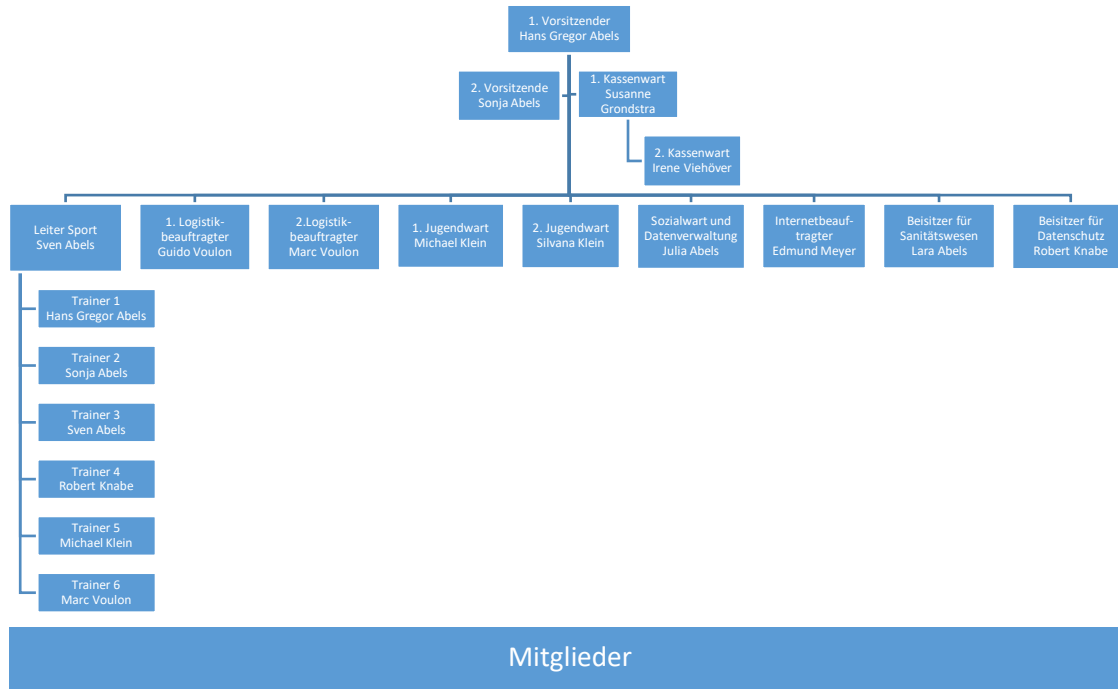 1. Vorsitzender
Hans Gregor Abels
2. Vorsitzende
Sonja Abels
1. Kassenwart
Susanne
Grondstra
2. Kassenwart
Irene Viehöver
Leiter Sport
Sven Abels
1. Logistik-
beauftragter
Guido Voulon
2.Logistik-
beauftragter
Marc Voulon
1. Jugendwart
Michael Klein
2. Jugendwart
Silvana Klein
Sozialwart und
Datenverwaltung
Julia Abels
Internetbeauf-
tragter
Edmund Meyer
Beisitzer für
Sanitätswesen
Lara Abels
Beisitzer für
Datenschutz
Robert Knabe
Trainer 1
Hans Gregor Abels
Trainer 2
Sonja Abels
Trainer 3
Sven Abels
Trainer 4
Robert Knabe
Trainer 5
Michael Klein
Trainer 6
Marc Voulon
Mitglieder